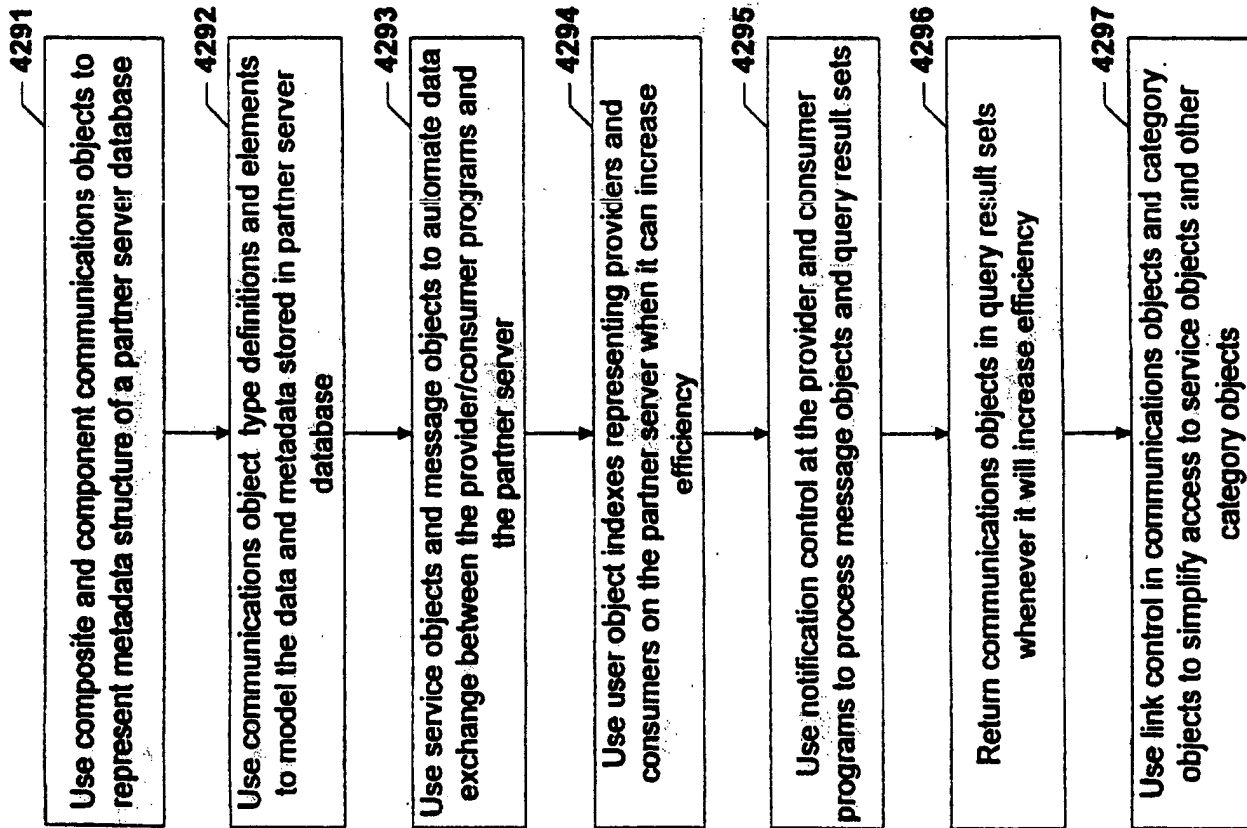 4291
Use composite and component communications objects to
represent metadata structure of a partner server database
4292
Use communications object type definitions and elements
to model the data and metadata stored in partner server
database
4293
Use service objects and message objects to automate data
exchange between the provider/consumer programs and
the partner server
4294
Use user object indexes representing providers and
consumers on the partner server when it can increase
efficiency
4295
Use notification control at the provider and consumer
programs to process message objects and query result sets
4296
Return communications objects in query result sets
whenever it will increase efficiency
4297
Use link control in communications objects and category
objects to simplify access to service objects and other
category objects